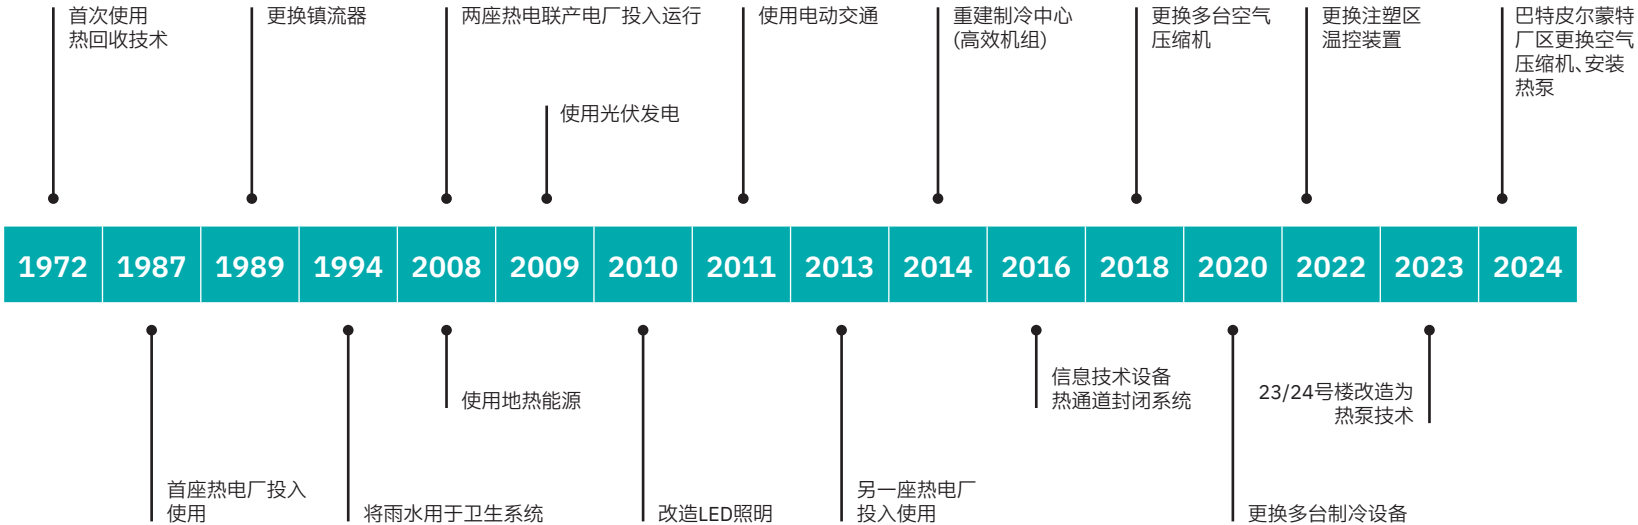 首次使用
热回收技术
更换镇流器
两座热电联产电厂投入运行
使用光伏发电
使用电动交通
重建制冷中心
(高效机组)
更换多台空气
压缩机
更换注塑区
温控装置
巴特皮尔蒙特
厂区更换空气
压缩机、安装
热泵
1972 1987 1989 1994 2008 2009 2010 2011 2013 2014 2016 2018 2020 2022 2023 2024
首座热电厂投入
使用
将雨水用于卫生系统
使用地热能源
改造LED照明
另一座热电厂
投入使用
信息技术设备
热通道封闭系统
更换多台制冷设备
23/24号楼改造为
热泵技术